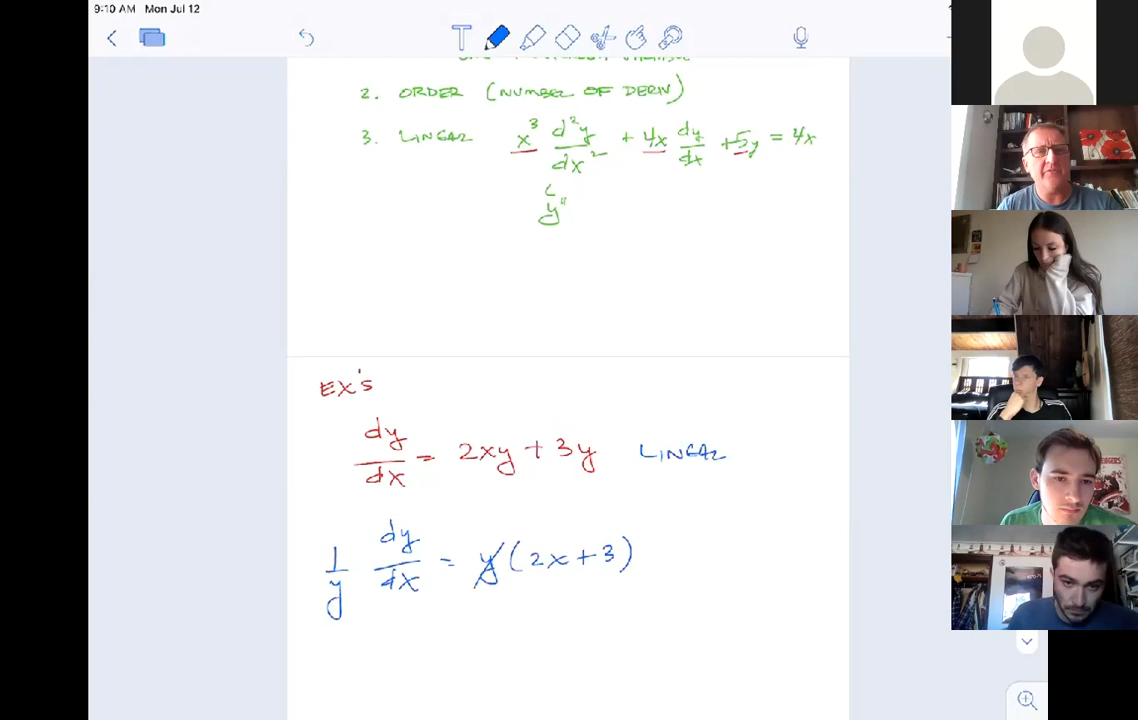 9:10 AM Mon Jul 12
2. ORDER (NUMBER OF DERIV)
3. LINEAR x³ d²y/dx² + 4x dy/dx + 5y = 4x
y"
EX's
dy/dx = 2xy + 3y LINEAR
1/y dy/dx = y(2x+3)